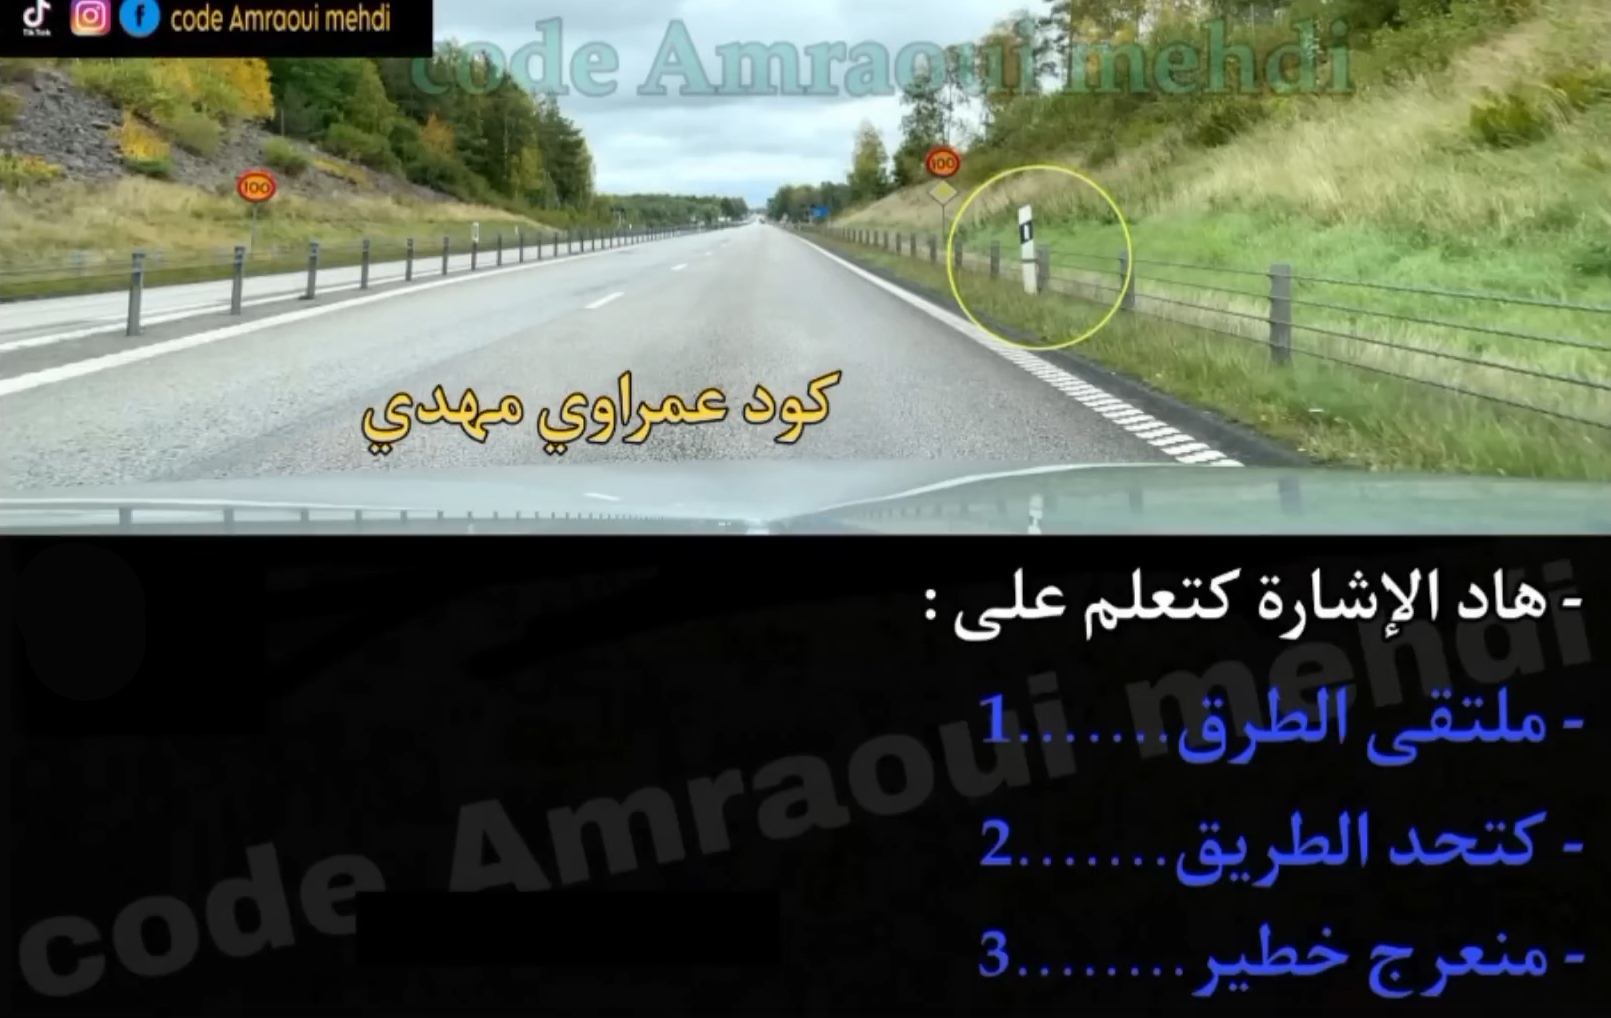 TikTok
code Amraoui mehdi
code Amraoui mehdi
100
100
كود عمراوي مهدي
- هاد الإشارة كتعلم على :
- ملتقى الطرق.......1
- كتحد الطريق.......2
- منعرج خطير........3
code Amraoui mehdi